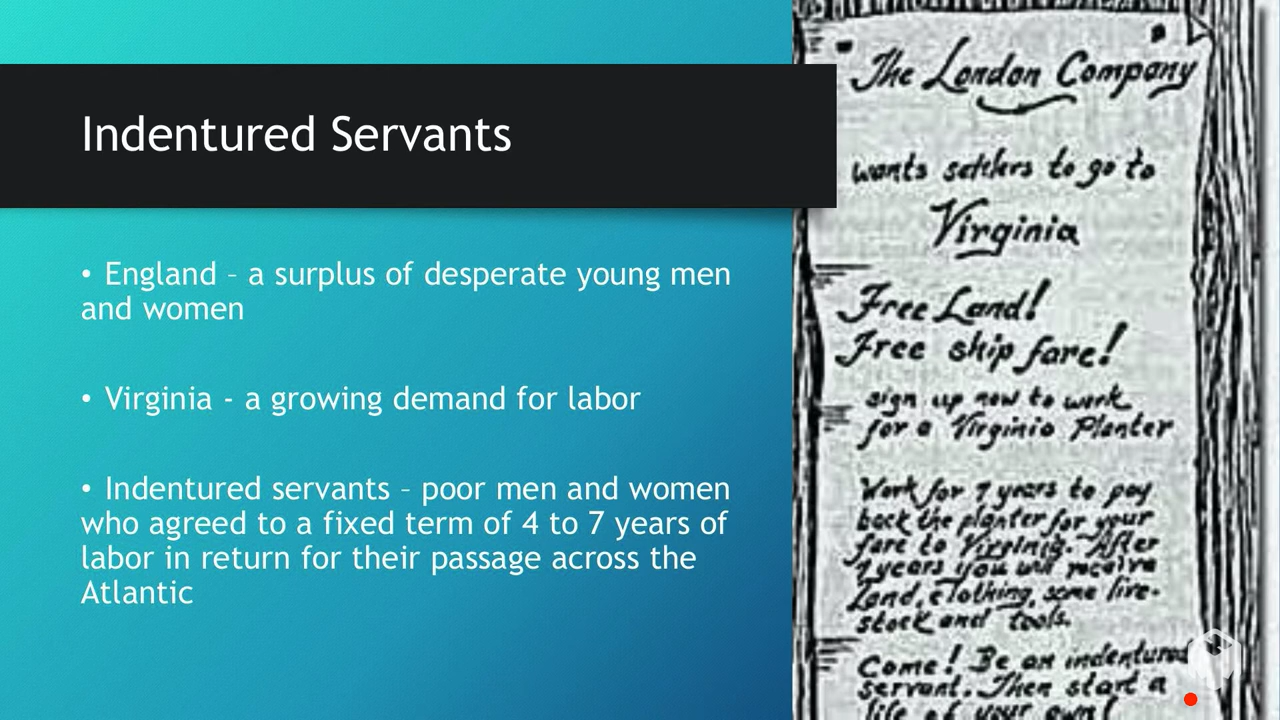 Indentured Servants
• England – a surplus of desperate young men
and women
• Virginia - a growing demand for labor
• Indentured servants – poor men and women
who agreed to a fixed term of 4 to 7 years of
labor in return for their passage across the
Atlantic
The London Company
wants settlers to go to
Virginia
Free Land!
Free ship fare!
sign up now to work
for a Virginia Planter
Work for 7 years to pay
back the planter for your
fare to Virginia. After
7 years you will receive
Land, clothing, some live-
stock and tools.
Come! Be an indentured
servant. Then start a
life of your own!